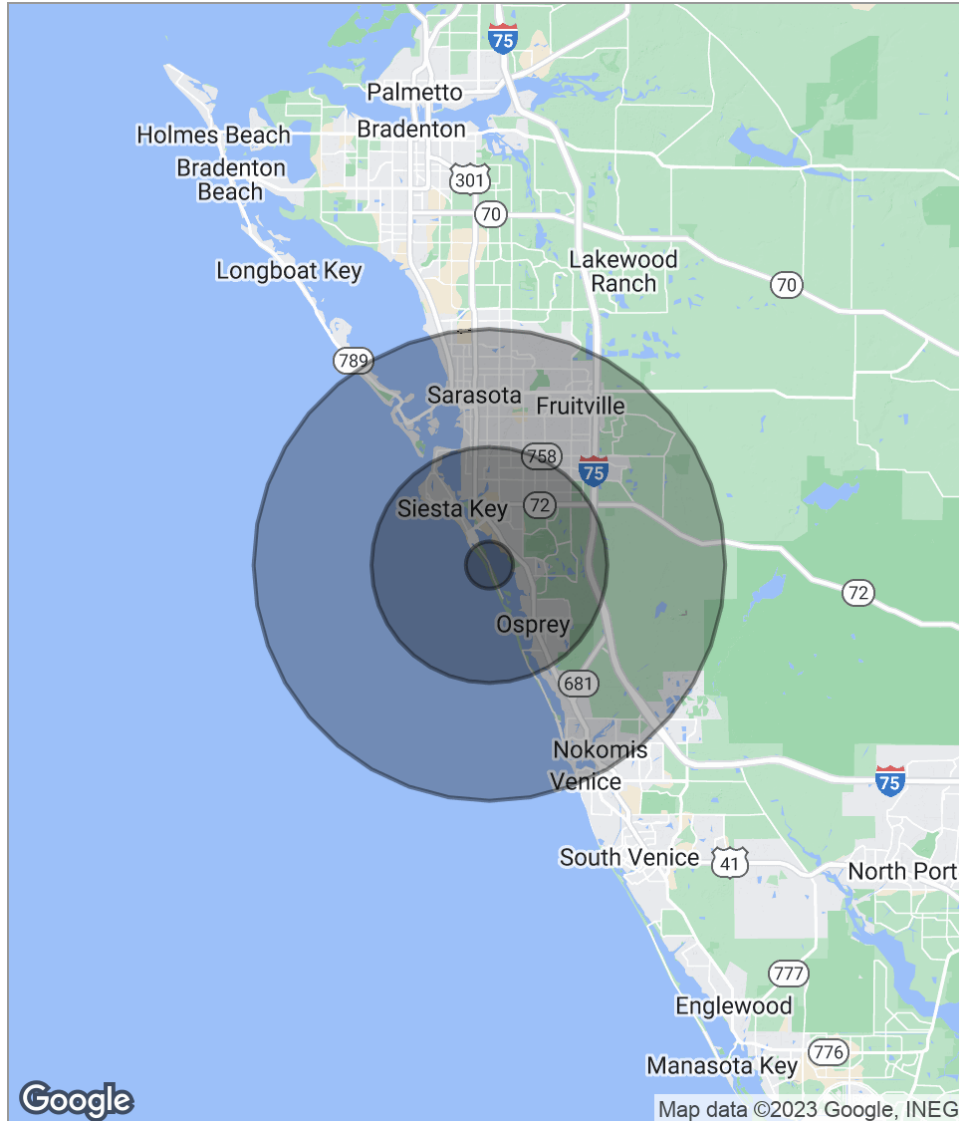 75
Palmetto
Holmes Beach
Bradenton
Bradenton
Beach
301
70
Longboat Key
Lakewood
Ranch
70
789
Sarasota
Fruitville
758
75
Siesta Key
72
72
Osprey
681
Nokomis
Venice
75
South Venice
41
North Port
777
Englewood
776
Manasota Key
Google
Map data ©2023 Google, INEG